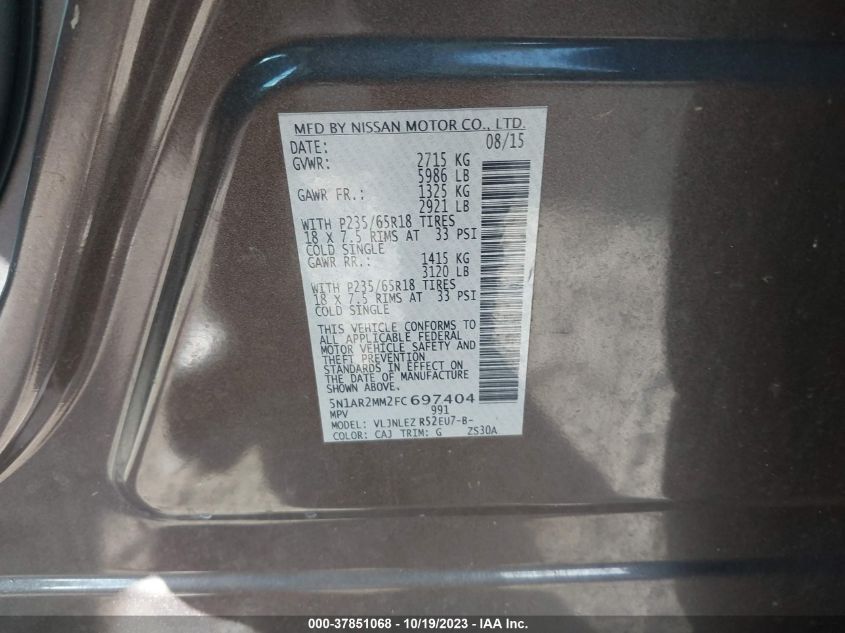 MFD BY NISSAN MOTOR CO., LTD.
DATE: 08/15
GVWR: 2715 KG
5986 LB
GAWR FR.: 1325 KG
2921 LB
WITH P235/65R18 TIRES
18 X 7.5 RIMS AT 33 PSI
COLD SINGLE
GAWR RR.: 1415 KG
3120 LB
WITH P235/65R18 TIRES
18 X 7.5 RIMS AT 33 PSI
COLD SINGLE
THIS VEHICLE CONFORMS TO
ALL APPLICABLE FEDERAL
MOTOR VEHICLE SAFETY AND
THEFT PREVENTION
STANDARDS IN EFFECT ON
THE DATE OF MANUFACTURE
SHOWN ABOVE.
5N1AR2MM2FC697404
MPV 991
MODEL: VLJNLEZ R52EU7-B-
COLOR: CAJ TRIM: G ZS30A
000-37851068 - 10/19/2023 - IAA Inc.